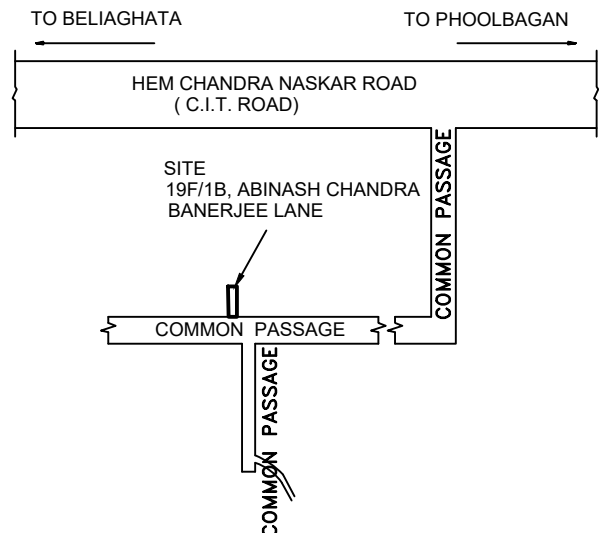 TO BELIAGHATA
TO PHOOLBAGAN
HEM CHANDRA NASKAR ROAD
( C.I.T. ROAD)
SITE
19F/1B, ABINASH CHANDRA
BANERJEE LANE
COMMON PASSAGE
COMMON PASSAGE
COMMON PASSAGE